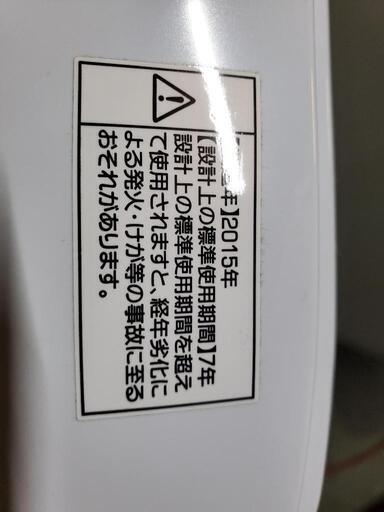 年】2015年
【設計上の標準使用期間】7年
設計上の標準使用期間を超え
て使用されますと、経年劣化に
よる発火・けが等の事故に至る
おそれがあります。